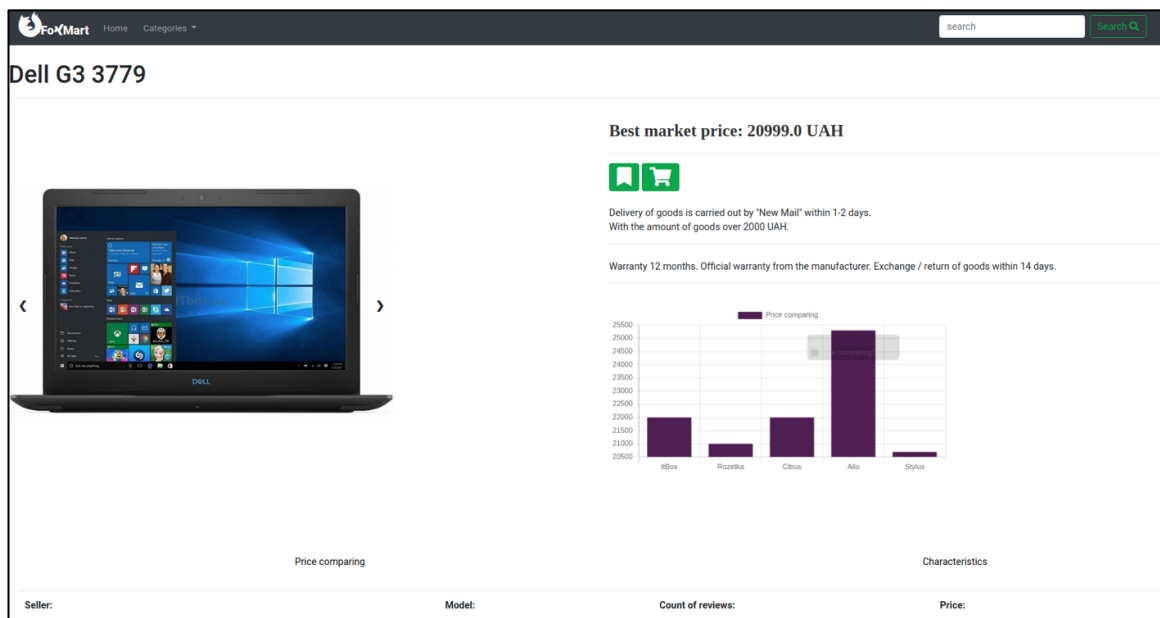 FoXMart Home Categories search Search
Dell G3 3779
Best market price: 20999.0 UAH
Delivery of goods is carried out by "New Mail" within 1-2 days.
With the amount of goods over 2000 UAH.
Warranty 12 months. Official warranty from the manufacturer. Exchange / return of goods within 14 days.
DELL
Price comparing
25500
25000
24500
24000
23500
23000
22500
22000
21500
21000
20500
ItBox Rozetka Citrus Allo Stylus
Price comparing Characteristics
Seller: Model: Count of reviews: Price: